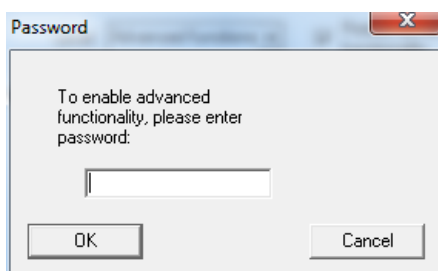 Password
To enable advanced
functionality, please enter
password:
OK
Cancel